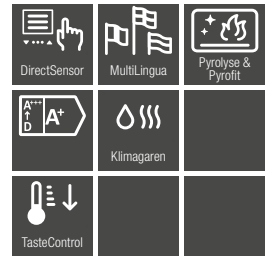 DirectSensor
MultiLingua
Pyrolyse &
Pyrofit
A+++
D
A+
Klimagaren
TasteControl